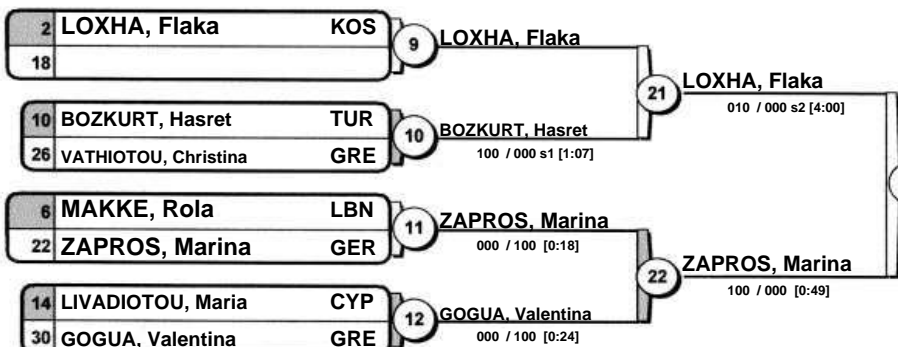 2 LOXHA, Flaka KOS
18
9
LOXHA, Flaka
10 BOZKURT, Hasret TUR
26 VATHIOTOU, Christina GRE
10
BOZKURT, Hasret
100 / 000 s1 [1:07]
21
LOXHA, Flaka
010 / 000 s2 [4:00]
6 MAKKE, Rola LBN
22 ZAPROS, Marina GER
11
ZAPROS, Marina
000 / 100 [0:18]
14 LIVADIOTOU, Maria CYP
30 GOGUA, Valentina GRE
12
GOGUA, Valentina
000 / 100 [0:24]
22
ZAPROS, Marina
100 / 000 [0:49]